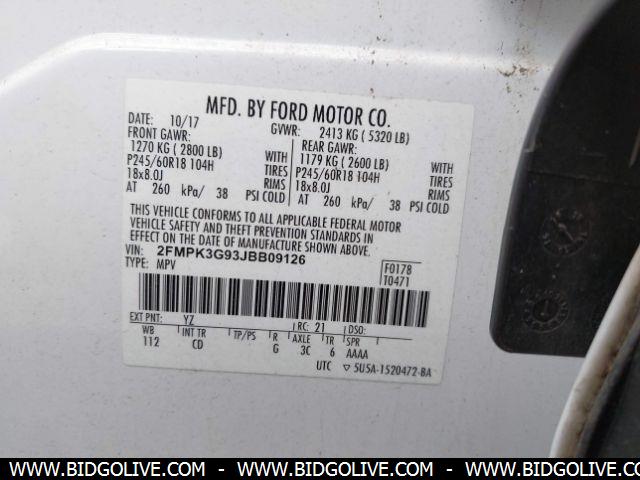 MFD. BY FORD MOTOR CO.
DATE: 10/17 GVWR: 2413 KG ( 5320 LB)
FRONT GAWR: REAR GAWR:
1270 KG ( 2800 LB) WITH 1179 KG ( 2600 LB) WITH
P245/60R18 104H TIRES P245/60R18 104H TIRES
18x8.0J RIMS 18x8.0J RIMS
AT 260 kPa/ 38 PSI COLD AT 260 kPa/ 38 PSI COLD
THIS VEHICLE CONFORMS TO ALL APPLICABLE FEDERAL MOTOR
VEHICLE SAFETY AND THEFT PREVENTION STANDARDS IN
EFFECT ON THE DATE OF MANUFACTURE SHOWN ABOVE.
VIN: 2FMPK3G93JBB09126
TYPE: MPV
F0178
T0471
EXT PNT: YZ RC: 21 DSO:
WB INT TR TP/PS R AXLE TR SPR
112 CD G 3C 6 AAAA
UTC ▽ 5U5A-1520472-BA
WWW.BIDGOLIVE.COM - WWW.BIDGOLIVE.COM - WWW.BIDGOLIVE.COM